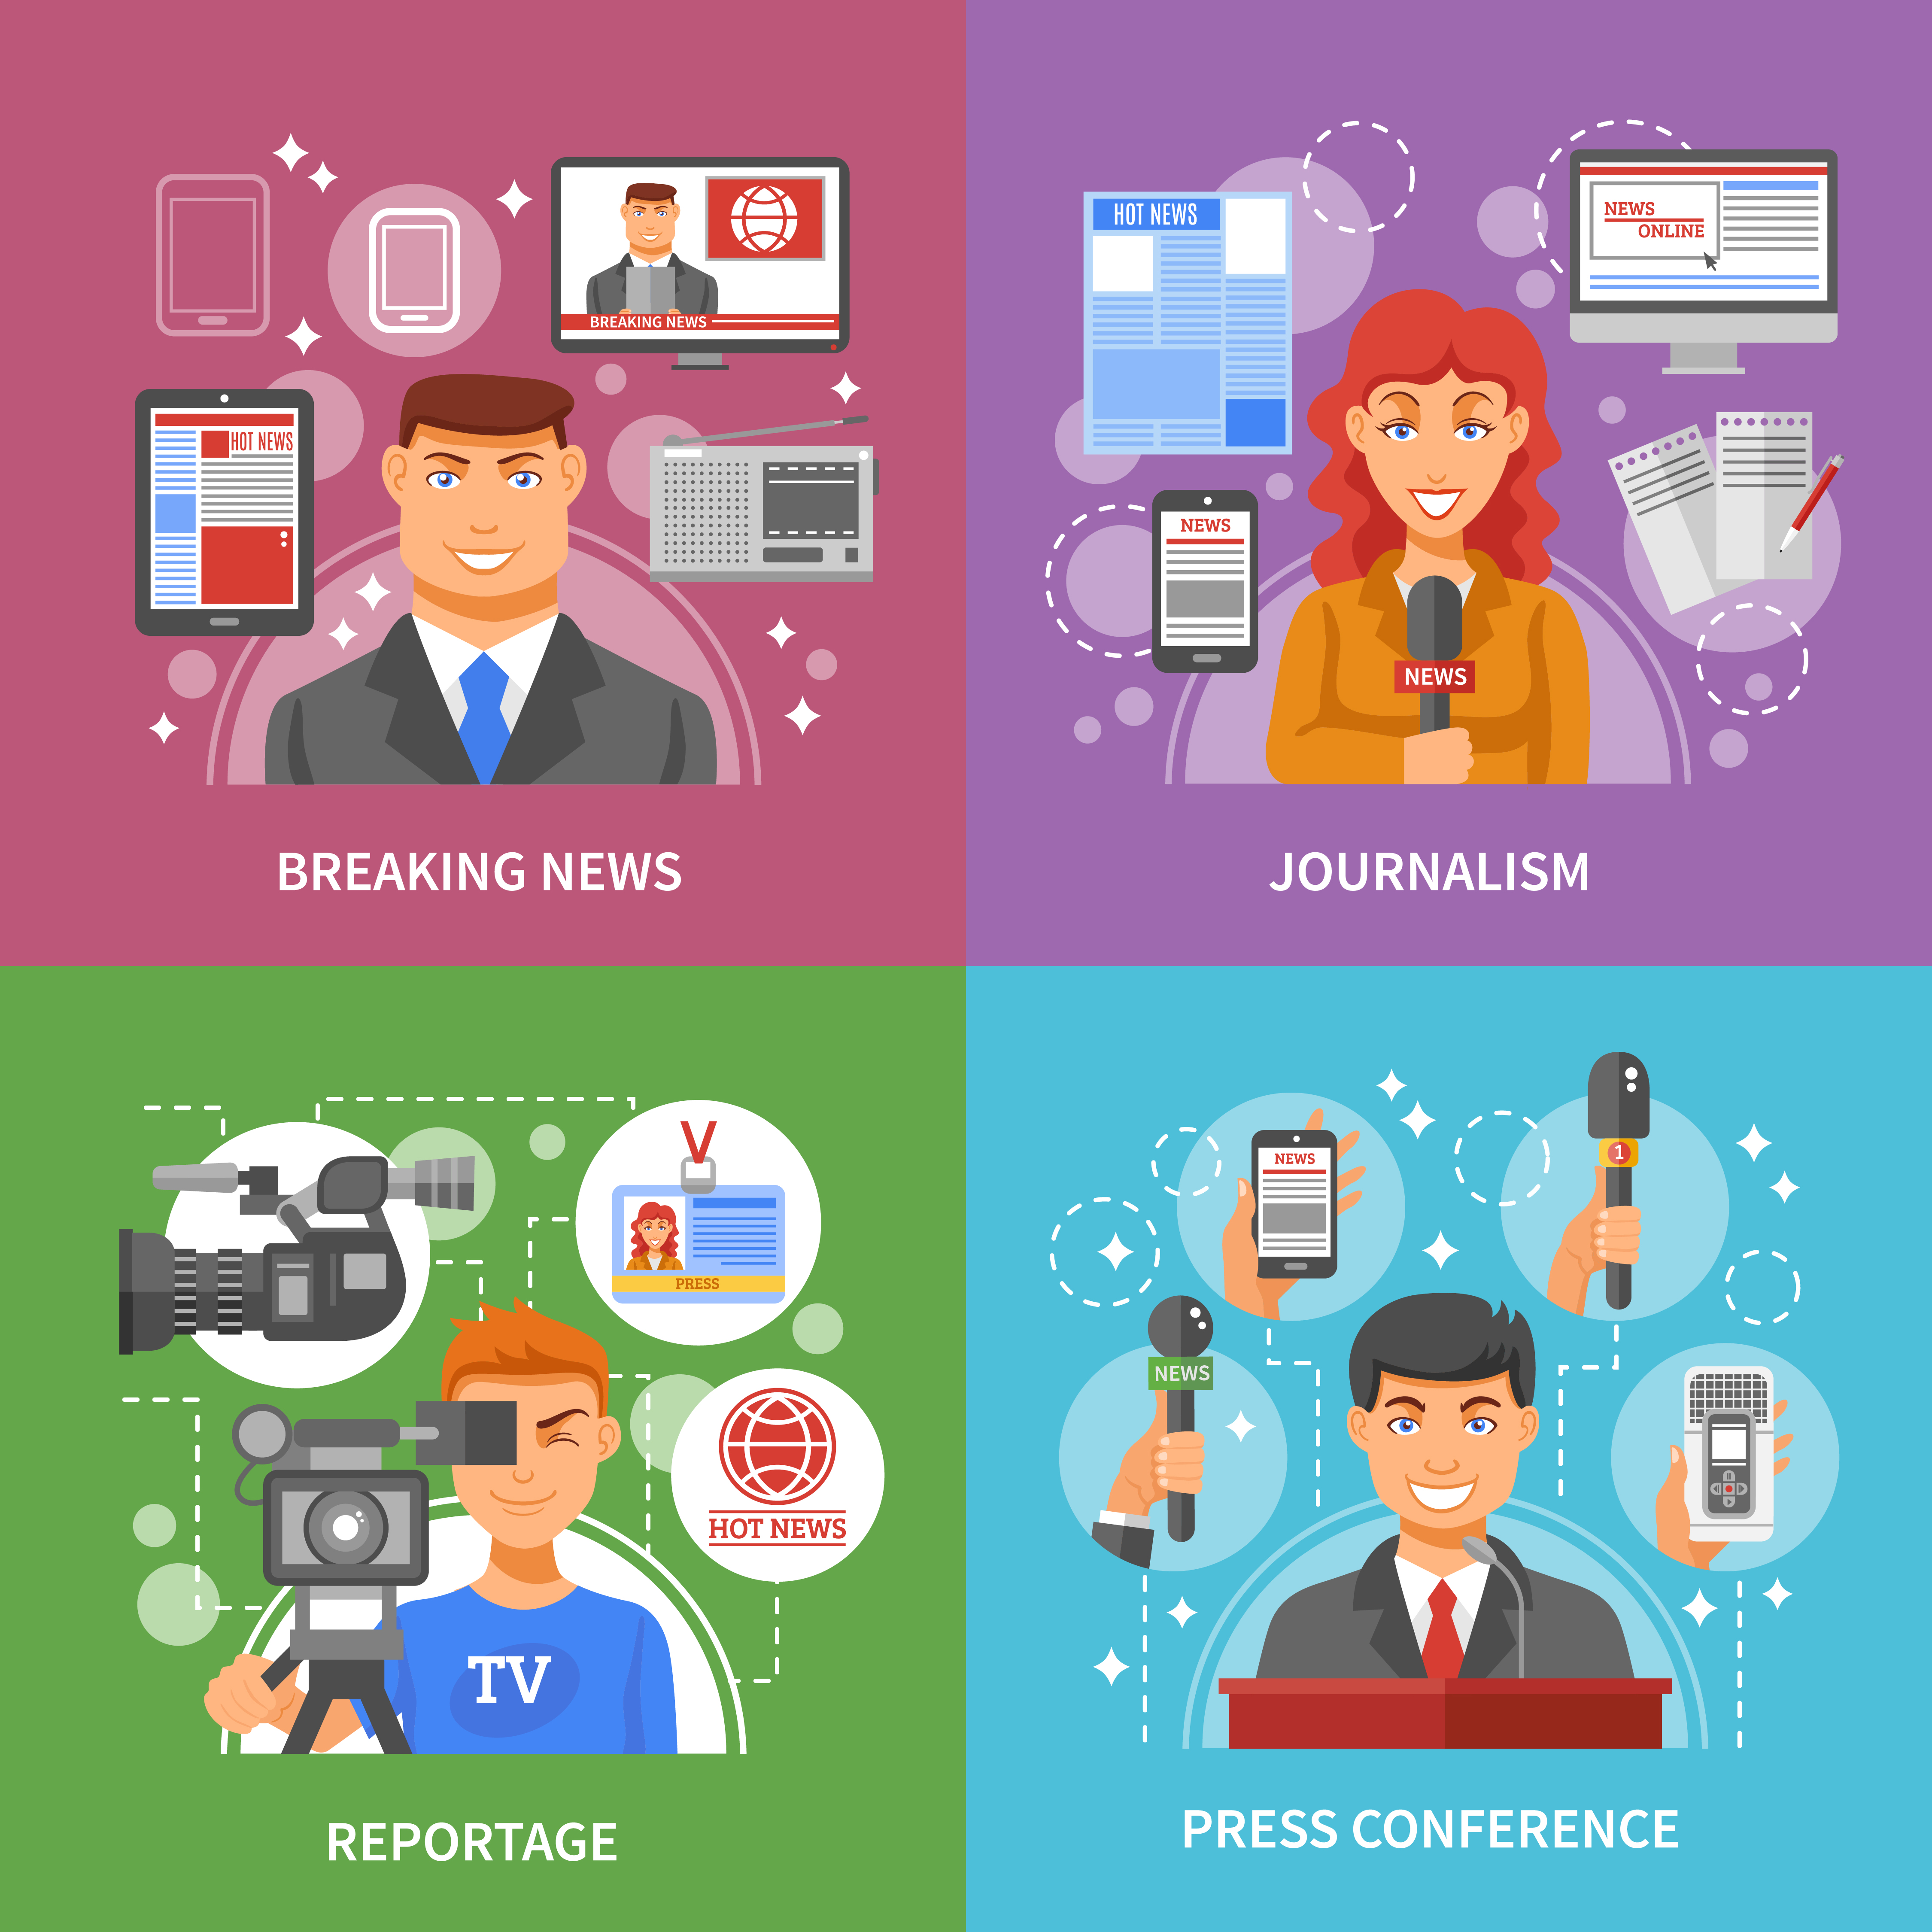 BREAKING NEWS
HOT NEWS
BREAKING NEWS
HOT NEWS
NEWS
ONLINE
NEWS
NEWS
JOURNALISM
V
PRESS
HOT NEWS
TV
REPORTAGE
NEWS
1
NEWS
PRESS CONFERENCE